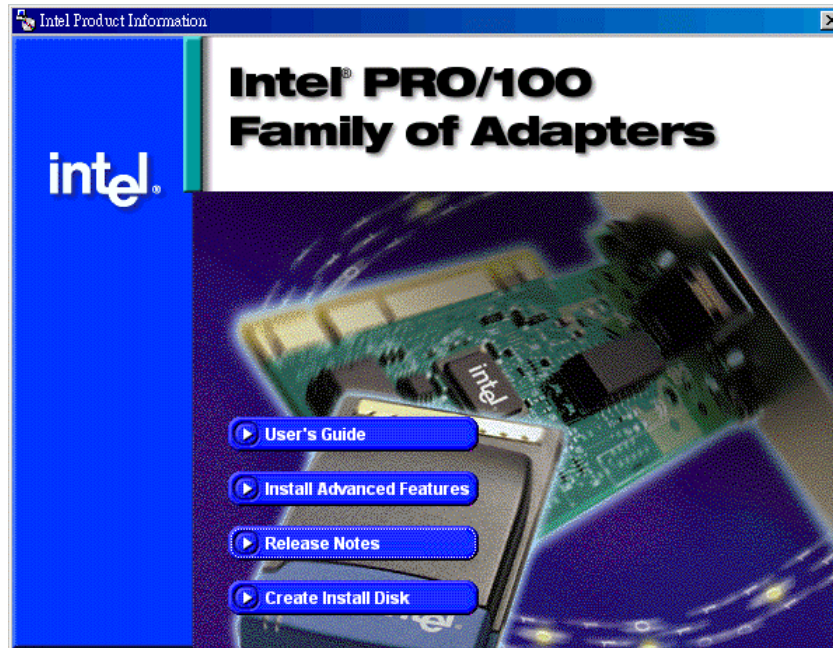 Intel Product Information
Intel® PRO/100
Family of Adapters
intel®
intel
User's Guide
Install Advanced Features
Release Notes
Create Install Disk
intel